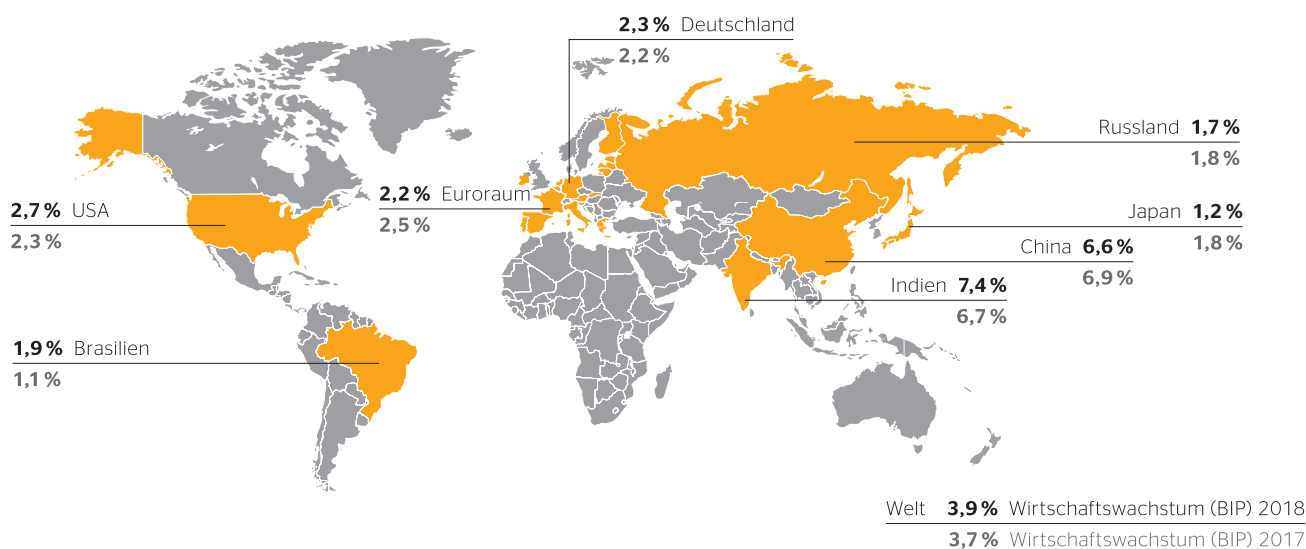 2,3 % Deutschland
2,2 %
Russland 1,7 %
1,8 %
2,2 % Euroraum
2,5 %
2,7 % USA
2,3 %
Japan 1,2 %
1,8 %
China 6,6 %
6,9 %
Indien 7,4 %
6,7 %
1,9 % Brasilien
1,1 %
Welt 3,9 % Wirtschaftswachstum (BIP) 2018
3,7 % Wirtschaftswachstum (BIP) 2017